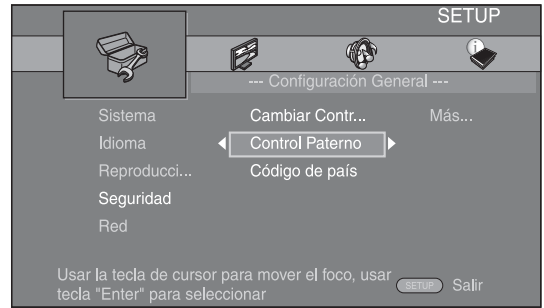 SETUP
--- Configuración General ---
Sistema
Cambiar Contr...
Más...
Idioma
Control Paterno
Reproducci...
Código de país
Seguridad
Red
Usar la tecla de cursor para mover el foco, usar
tecla "Enter" para seleccionar
SETUP Salir